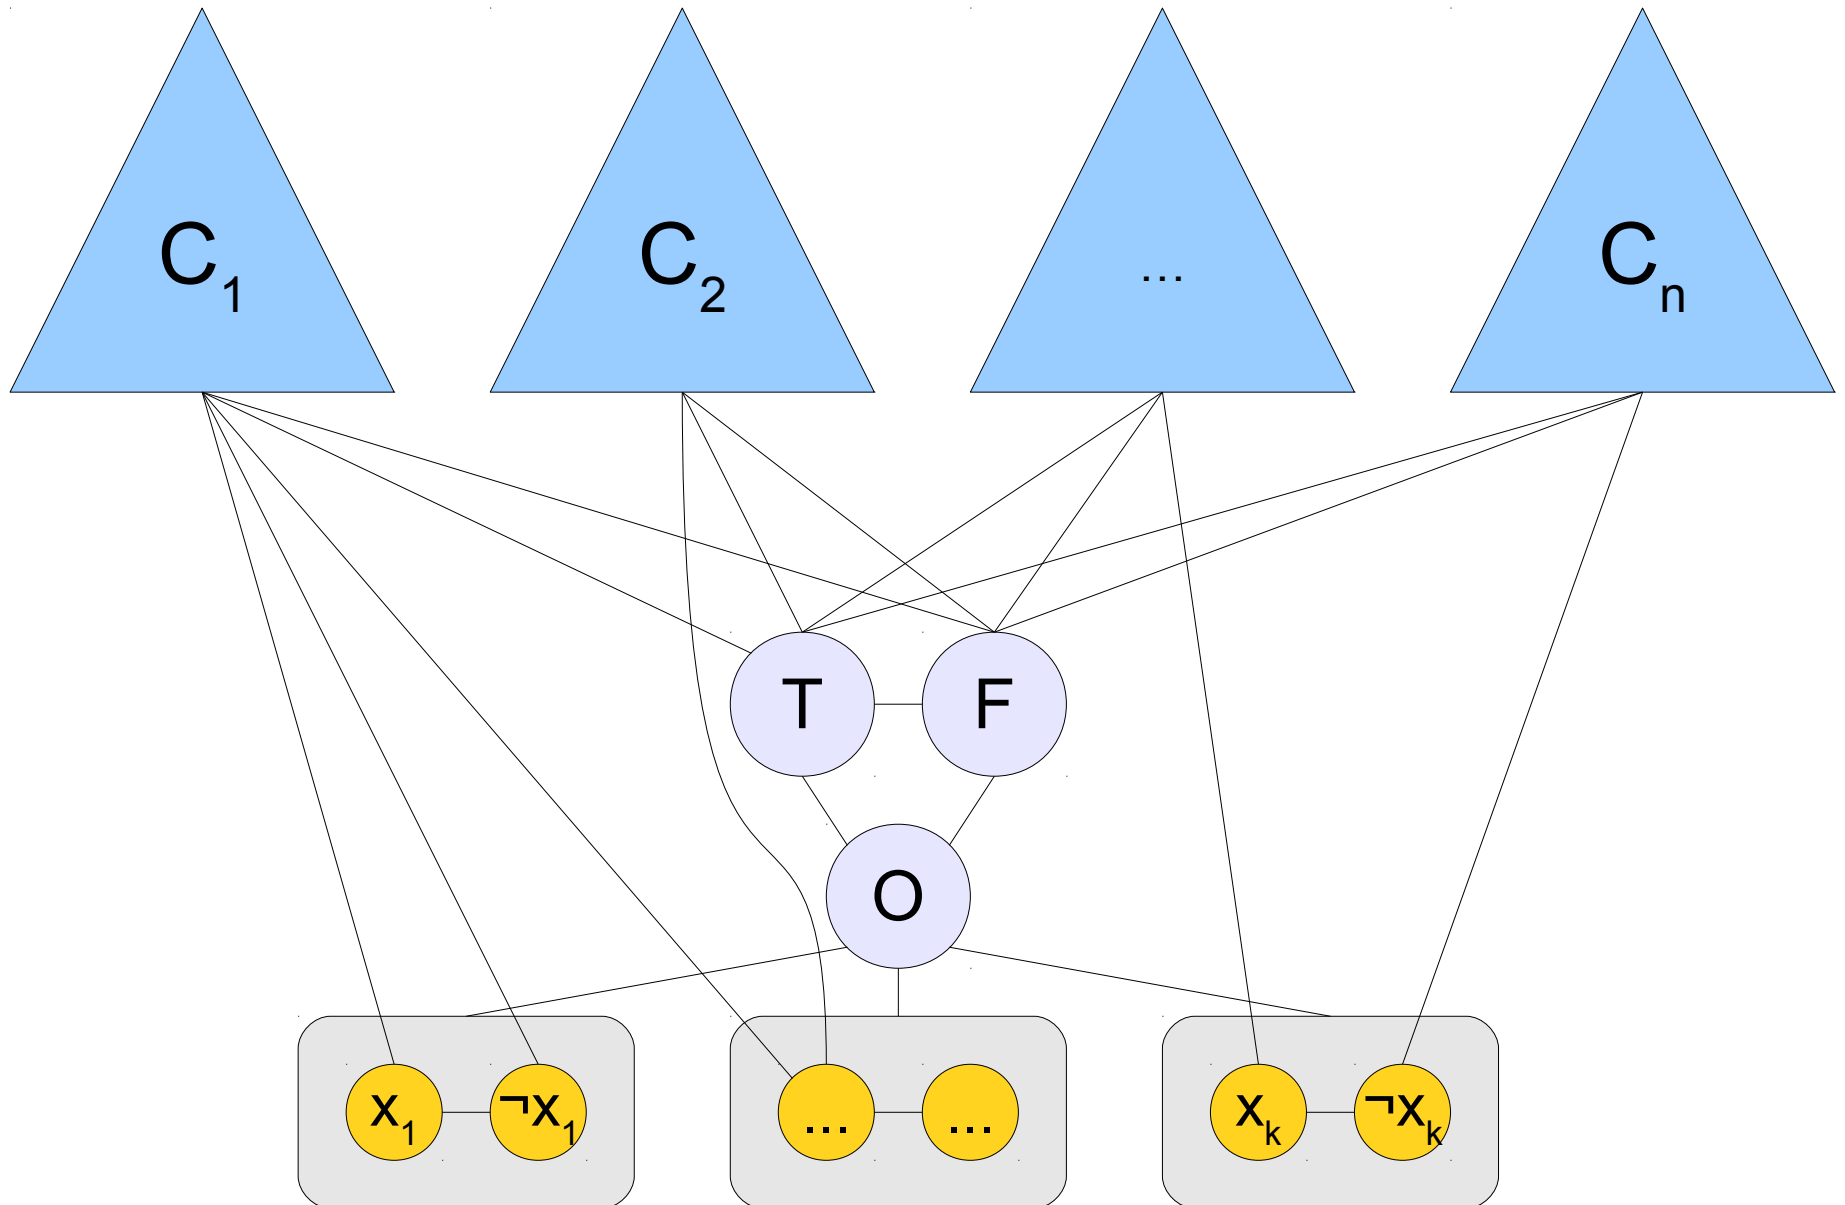 C₁ C₂ ... Cₙ
T F
O
x₁ ¬x₁ ... ... xₖ ¬xₖ